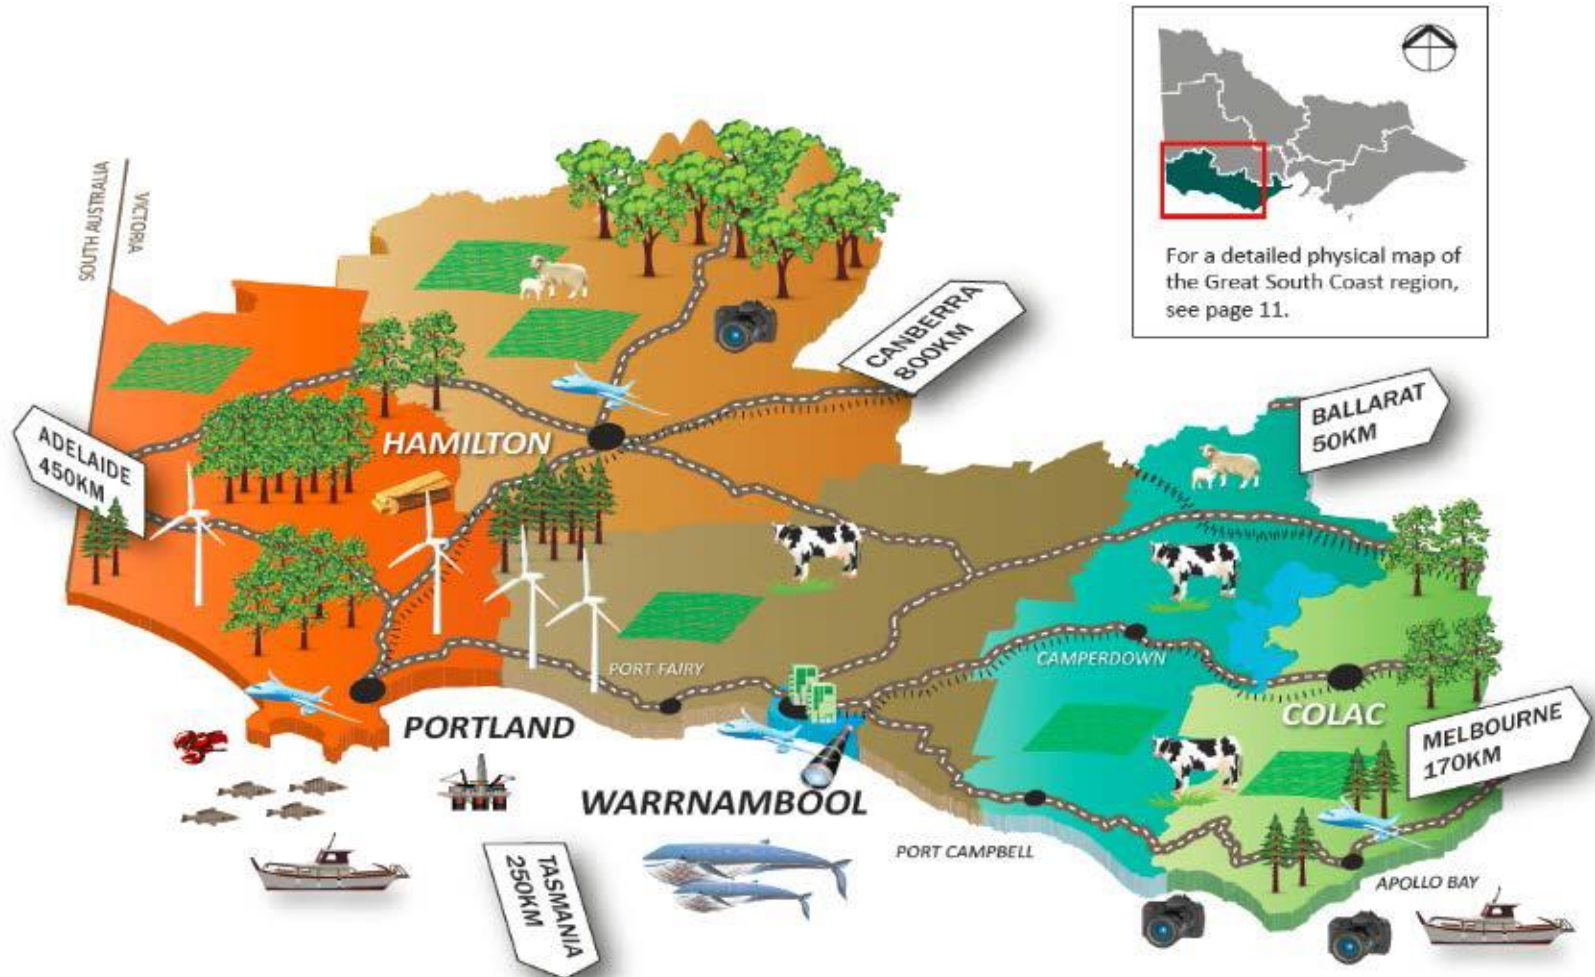 SOUTH AUSTRALIA
VICTORIA
For a detailed physical map of
the Great South Coast region,
see page 11.
CANBERRA
800KM
BALLARAT
50KM
ADELAIDE
450KM
HAMILTON
PORT FAIRY
CAMPERDOWN
COLAC
PORTLAND
MELBOURNE
170KM
WARRNAMBOOL
PORT CAMPBELL
APOLLO BAY
TASMANIA
250KM